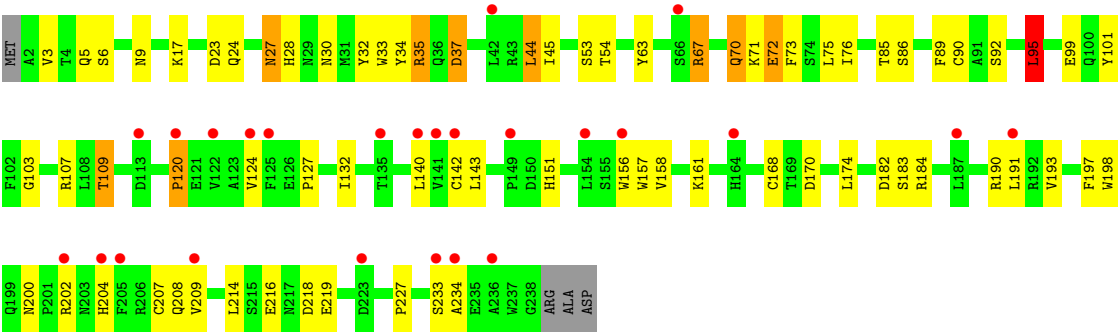 MET A2 V3 T4 Q5 S6 N9 K17 D23 Q24 N27 H28 N29 N30 M31 Y32 W33 Y34 R35 Q36 D37 L42 R43 L44 I45 S53 T54 Y63 S66 R67 Q70 K71 E72 F73 S74 L75 I76 T85 S86 F89 C90 A91 S92 L95 E99 Q100 Y101
F102 G103 R107 L108 T109 D113 P120 E121 V122 A123 V124 F125 E126 P127 I132 T135 L140 V141 C142 L143 P149 D150 H151 L154 S155 W156 W157 V158 K161 H164 C168 T169 D170 L174 D182 S183 R184 L187 R190 L191 R192 V193 F197 W198
Q199 N200 P201 R202 N203 H204 F205 R206 C207 Q208 V209 L214 S215 E216 N217 D218 E219 D223 P227 S233 A234 E235 A236 W237 G238 ARG ALA ASP